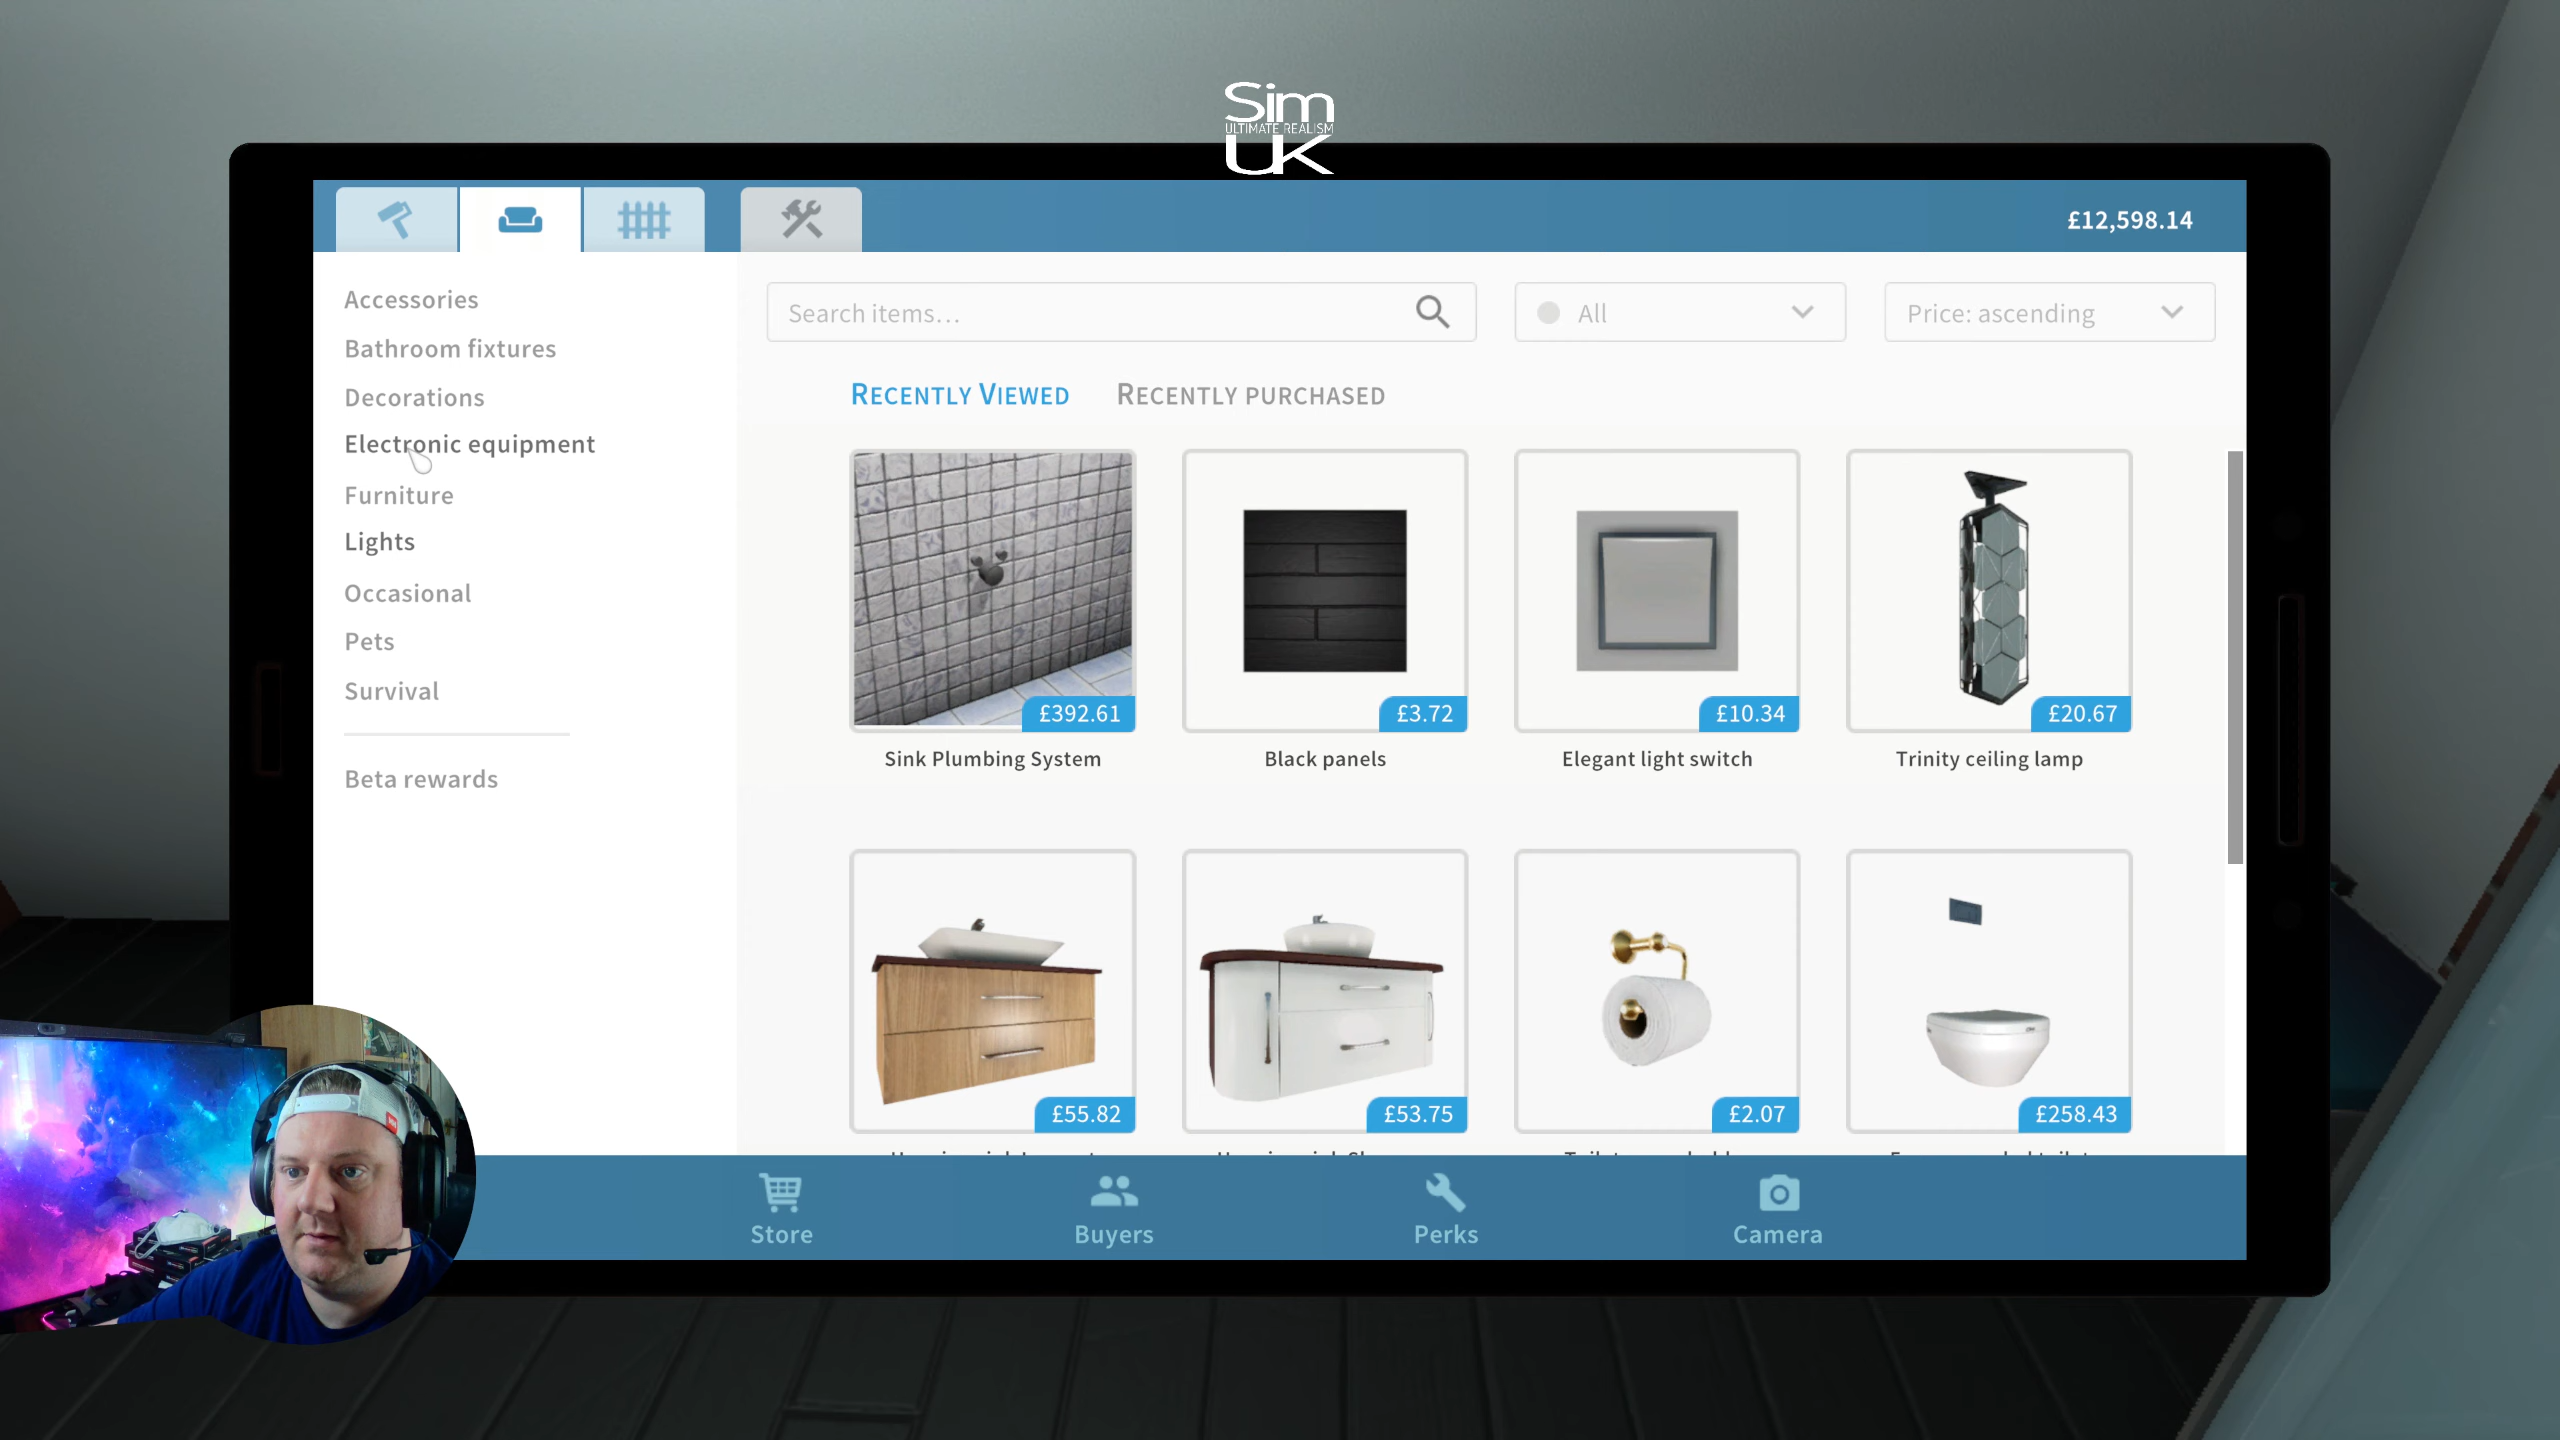 Sim
ULTIMATE REALISM
UK
£12,598.14
Accessories
Bathroom fixtures
Decorations
Electronic equipment
Furniture
Lights
Occasional
Pets
Survival
Beta rewards
Search items...
All
Price: ascending
RECENTLY VIEWED
RECENTLY PURCHASED
£392.61
£3.72
£10.34
£20.67
Sink Plumbing System
Black panels
Elegant light switch
Trinity ceiling lamp
£55.82
£53.75
£2.07
£258.43
Store
Buyers
Perks
Camera